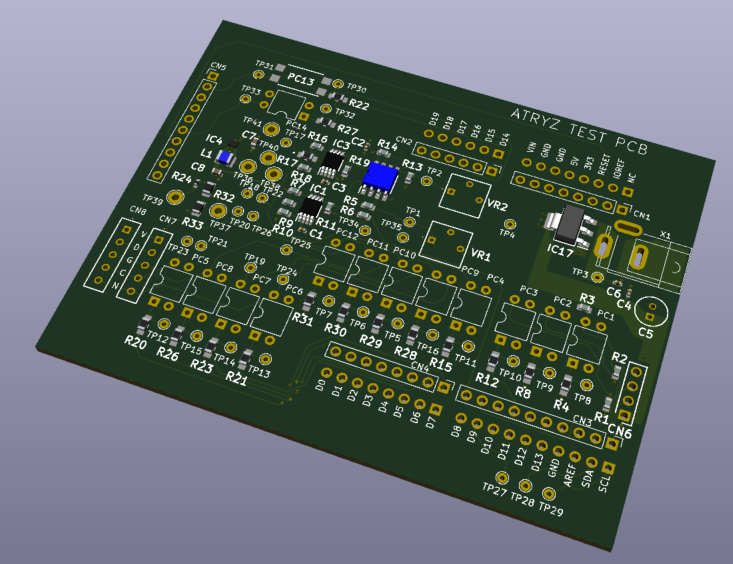 ATRYZ TEST PCB
CN5
TP31
PC13
TP30
TP33
R22
TP32
PC14
TP41
R27
TP17
C7
R16
IC3
C2
R14
CN2
D19
D18
D17
D16
D15
D14
VIN
GND
GND
5V
3V3
RESET
IOREF
NC
CN1
IC4
L1
C8
R24
TP40
R17
R19
R13
TP2
R18
IC1
C3
R7
R5
R6
VR2
TP39
R32
R33
TP37
TP20
TP26
R9
R10
C1
TP34
TP35
TP1
TP4
IC17
X1
VR1
CN8
CN7
V
D
G
C
N
TP21
TP25
PC12
PC11
PC10
PC9
PC4
TP23
PC5
PC8
TP19
TP24
PC7
PC6
TP3
C6
C4
C5
R3
PC3
PC2
PC1
R31
TP7
R30
TP6
R29
TP5
R28
TP16
R15
TP11
R20
TP12
R26
TP15
R23
TP14
R21
TP13
R12
TP10
R8
TP9
R4
TP8
R2
R1
CN6
CN4
CN3
D0
D1
D2
D3
D4
D5
D6
D7
D8
D9
D10
D11
D12
D13
GND
AREF
SDA
SCL
TP27
TP28
TP29